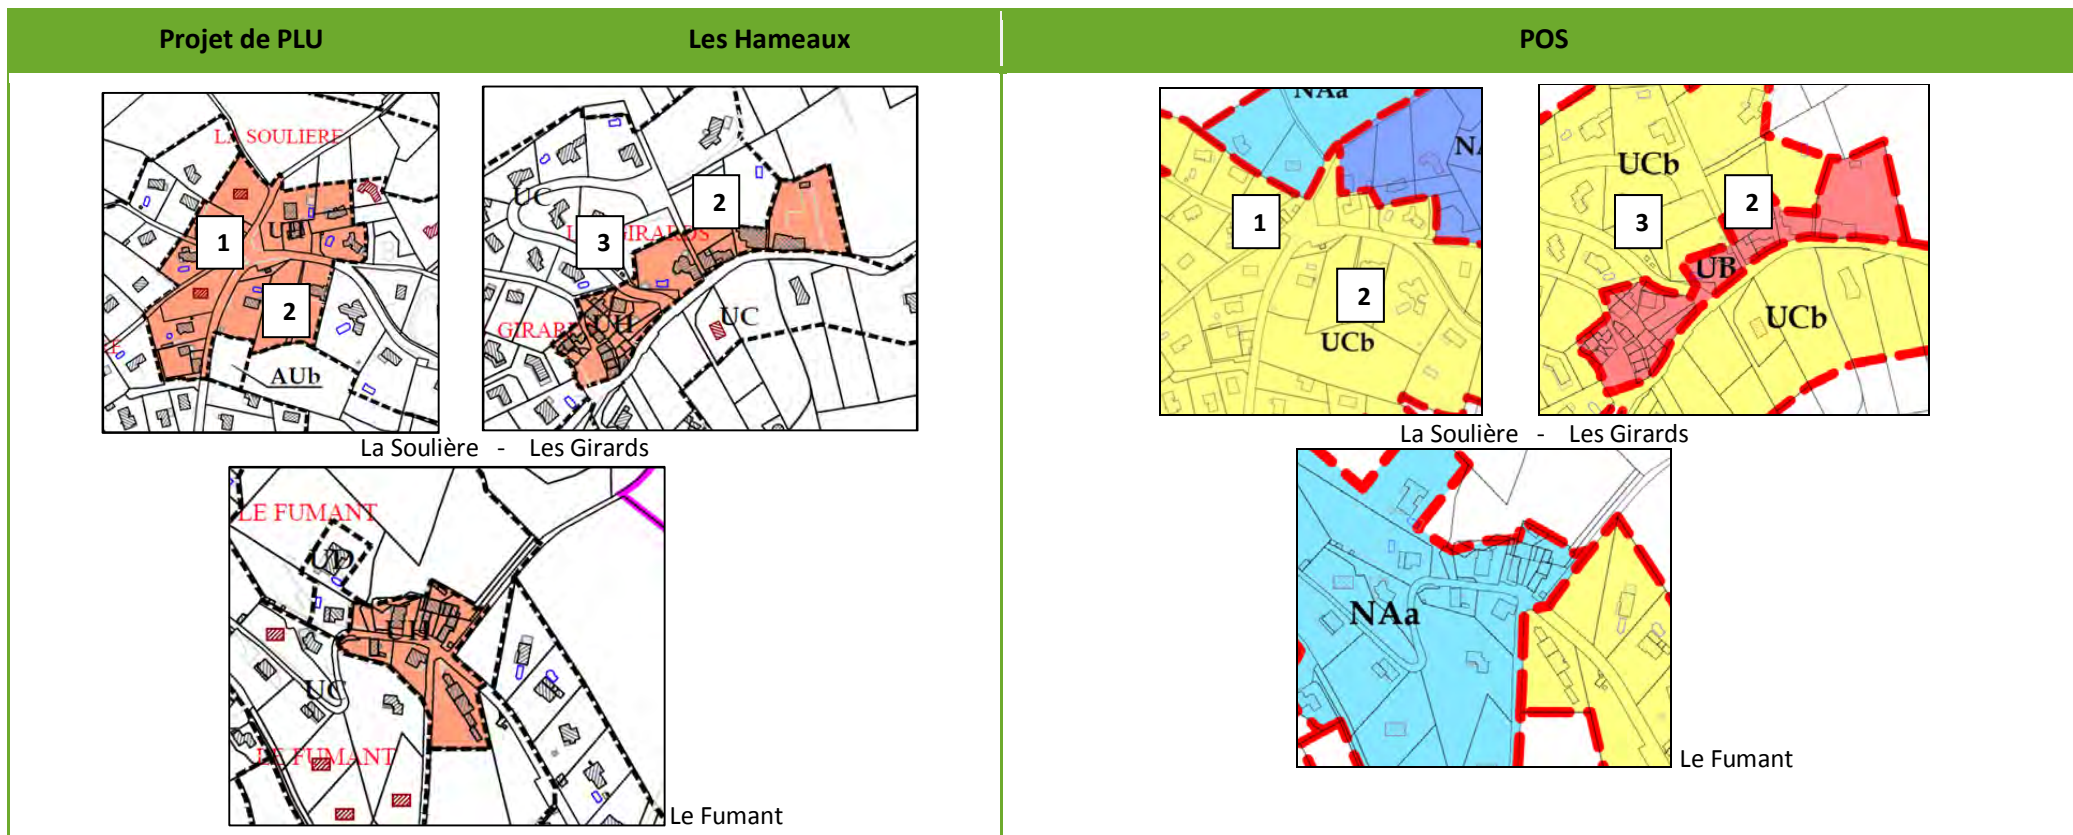 Projet de PLU
Les Hameaux
POS
LA SOULIERE
1
UH
2
AUb
UC
2
3
GIRARDS
UH
UC
La Soulière - Les Girards
LE FUMANT
UD
UH
UC
LE FUMANT
Le Fumant
NAa
1
2
UCb
UCb
2
3
UB
UCb
La Soulière - Les Girards
NAa
Le Fumant